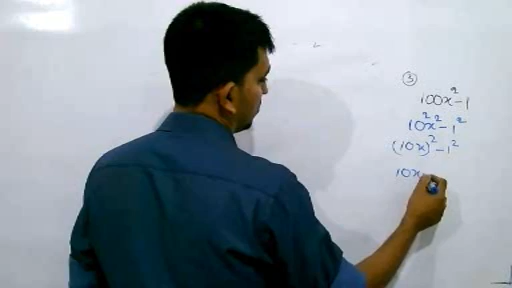 ③
100x² - 1
10²x² - 1²
(10x)² - 1²
10x